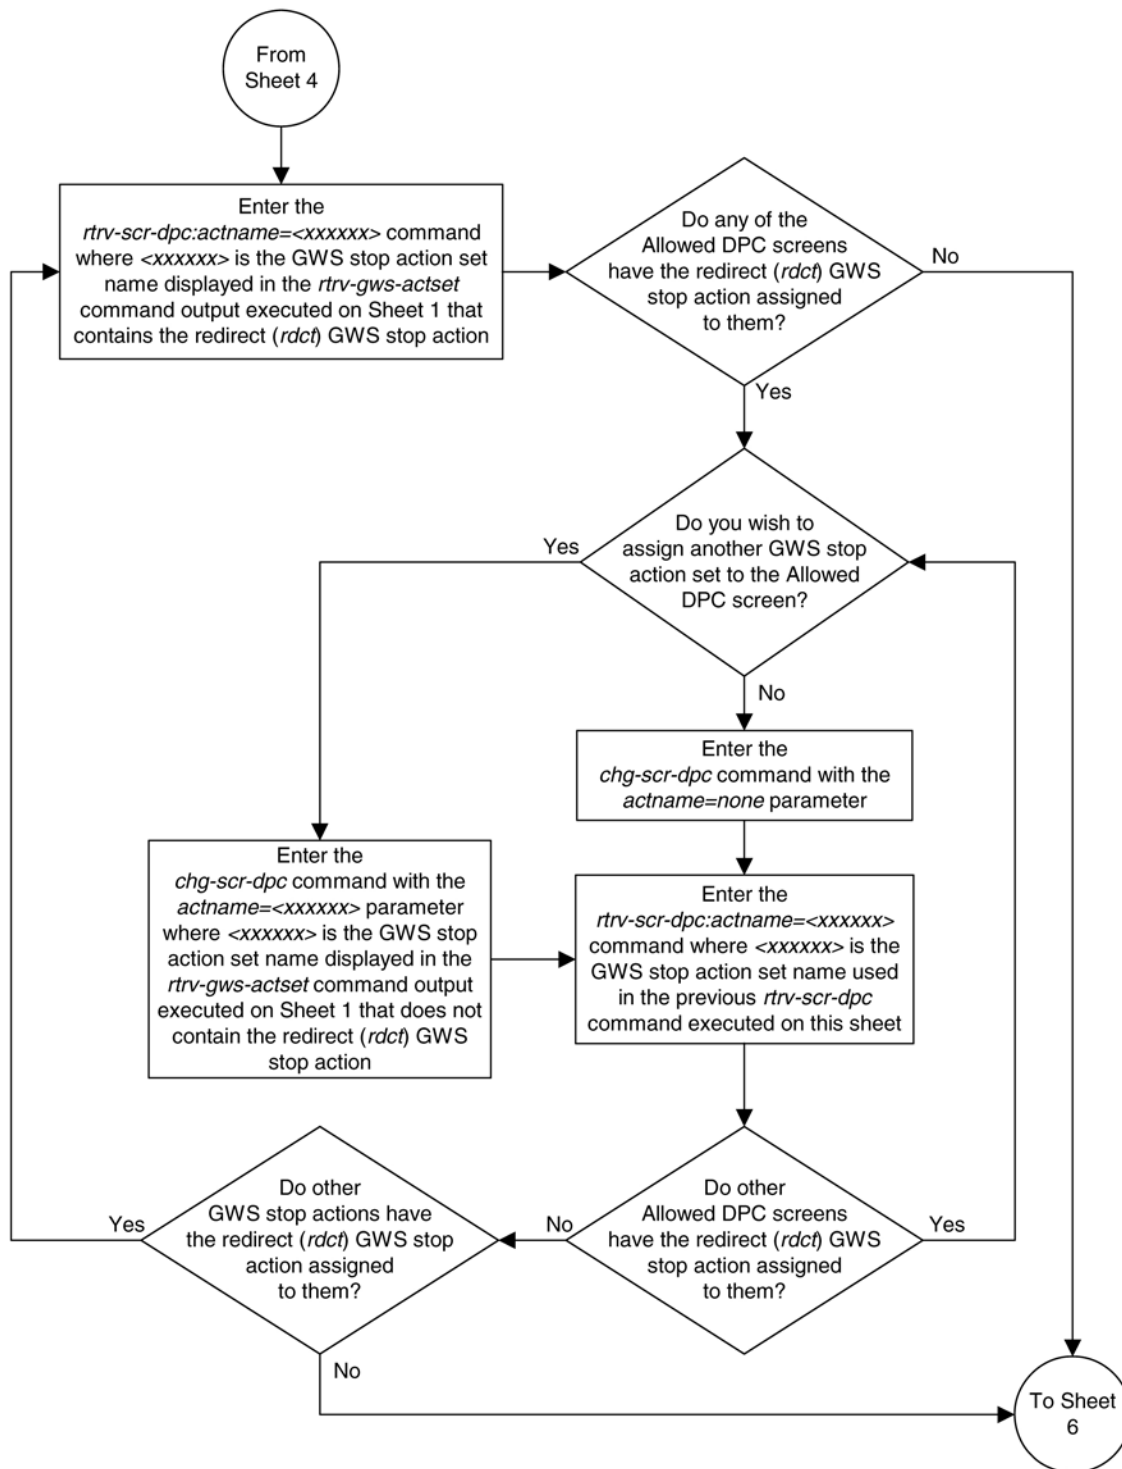 From
Sheet 4
Enter the
rtrv-scr-dpc:actname=<xxxxxx> command
where <xxxxxx> is the GWS stop action set
name displayed in the rtrv-gws-actset
command output executed on Sheet 1 that
contains the redirect (rdct) GWS stop action
Do any of the
Allowed DPC screens
have the redirect (rdct) GWS
stop action assigned
to them?
No
Yes
Do you wish to
assign another GWS stop
action set to the Allowed
DPC screen?
Yes
No
Enter the
chg-scr-dpc command with the
actname=none parameter
Enter the
chg-scr-dpc command with the
actname=<xxxxxx> parameter
where <xxxxxx> is the GWS stop
action set name displayed in the
rtrv-gws-actset command output
executed on Sheet 1 that does not
contain the redirect (rdct) GWS
stop action
Enter the
rtrv-scr-dpc:actname=<xxxxxx>
command where <xxxxxx> is the
GWS stop action set name used
in the previous rtrv-scr-dpc
command executed on this sheet
Do other
Allowed DPC screens
have the redirect (rdct) GWS
stop action assigned
to them?
Yes
No
Do other
GWS stop actions have
the redirect (rdct) GWS stop
action assigned
to them?
Yes
No
To Sheet
6